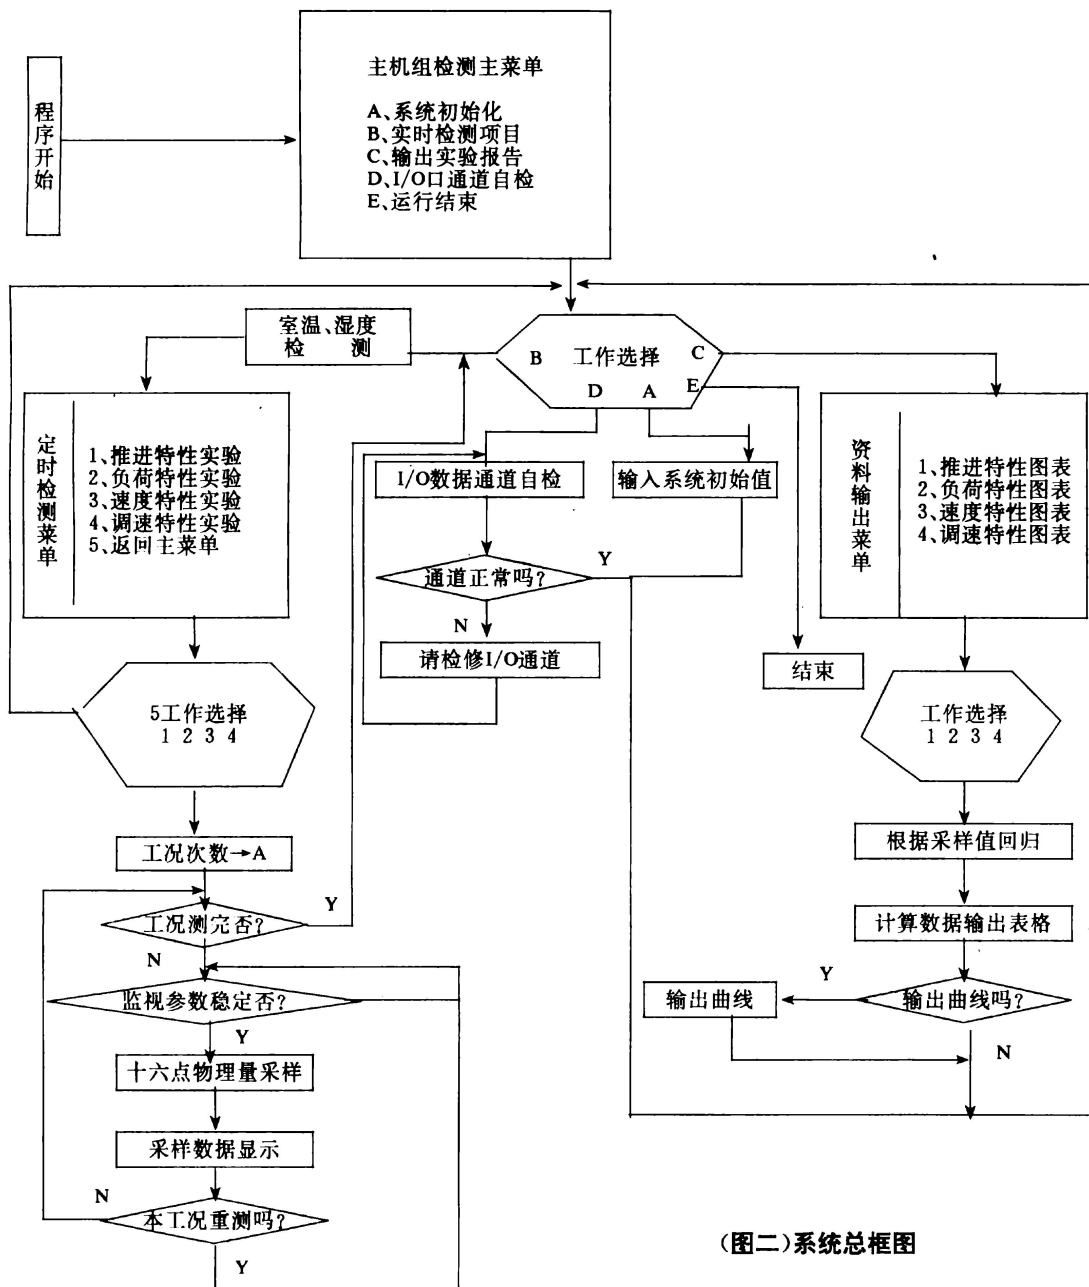 程序开始
主机组检测主菜单
A、系统初始化
B、实时检测项目
C、输出实验报告
D、I/O口通道自检
E、运行结束
室温、湿度
检 测
B
工作选择
C
D
A
E
定时检测菜单
1、推进特性实验
2、负荷特性实验
3、速度特性实验
4、调速特性实验
5、返回主菜单
I/O数据通道自检
输入系统初始值
资料输出菜单
1、推进特性图表
2、负荷特性图表
3、速度特性图表
4、调速特性图表
通道正常吗?
Y
N
请检修I/O通道
结束
5工作选择
1 2 3 4
工作选择
1 2 3 4
工况次数→A
根据采样值回归
工况测完否?
Y
N
计算数据输出表格
监视参数稳定否?
Y
输出曲线
Y
输出曲线吗?
N
十六点物理量采样
采样数据显示
N
本工况重测吗?
Y
(图二)系统总框图